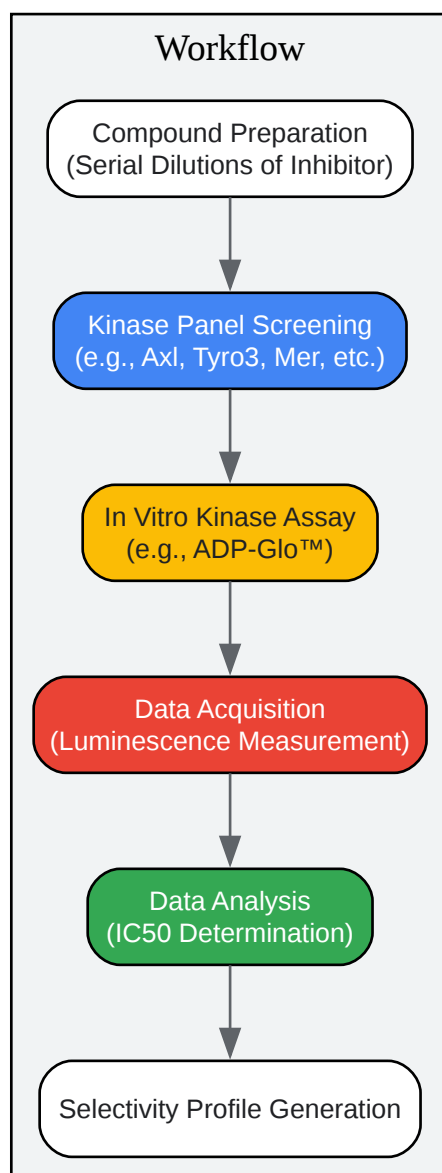 Workflow
Compound Preparation
(Serial Dilutions of Inhibitor)
Kinase Panel Screening
(e.g., Axl, Tyro3, Mer, etc.)
In Vitro Kinase Assay
(e.g., ADP-Glo™)
Data Acquisition
(Luminescence Measurement)
Data Analysis
(IC50 Determination)
Selectivity Profile Generation